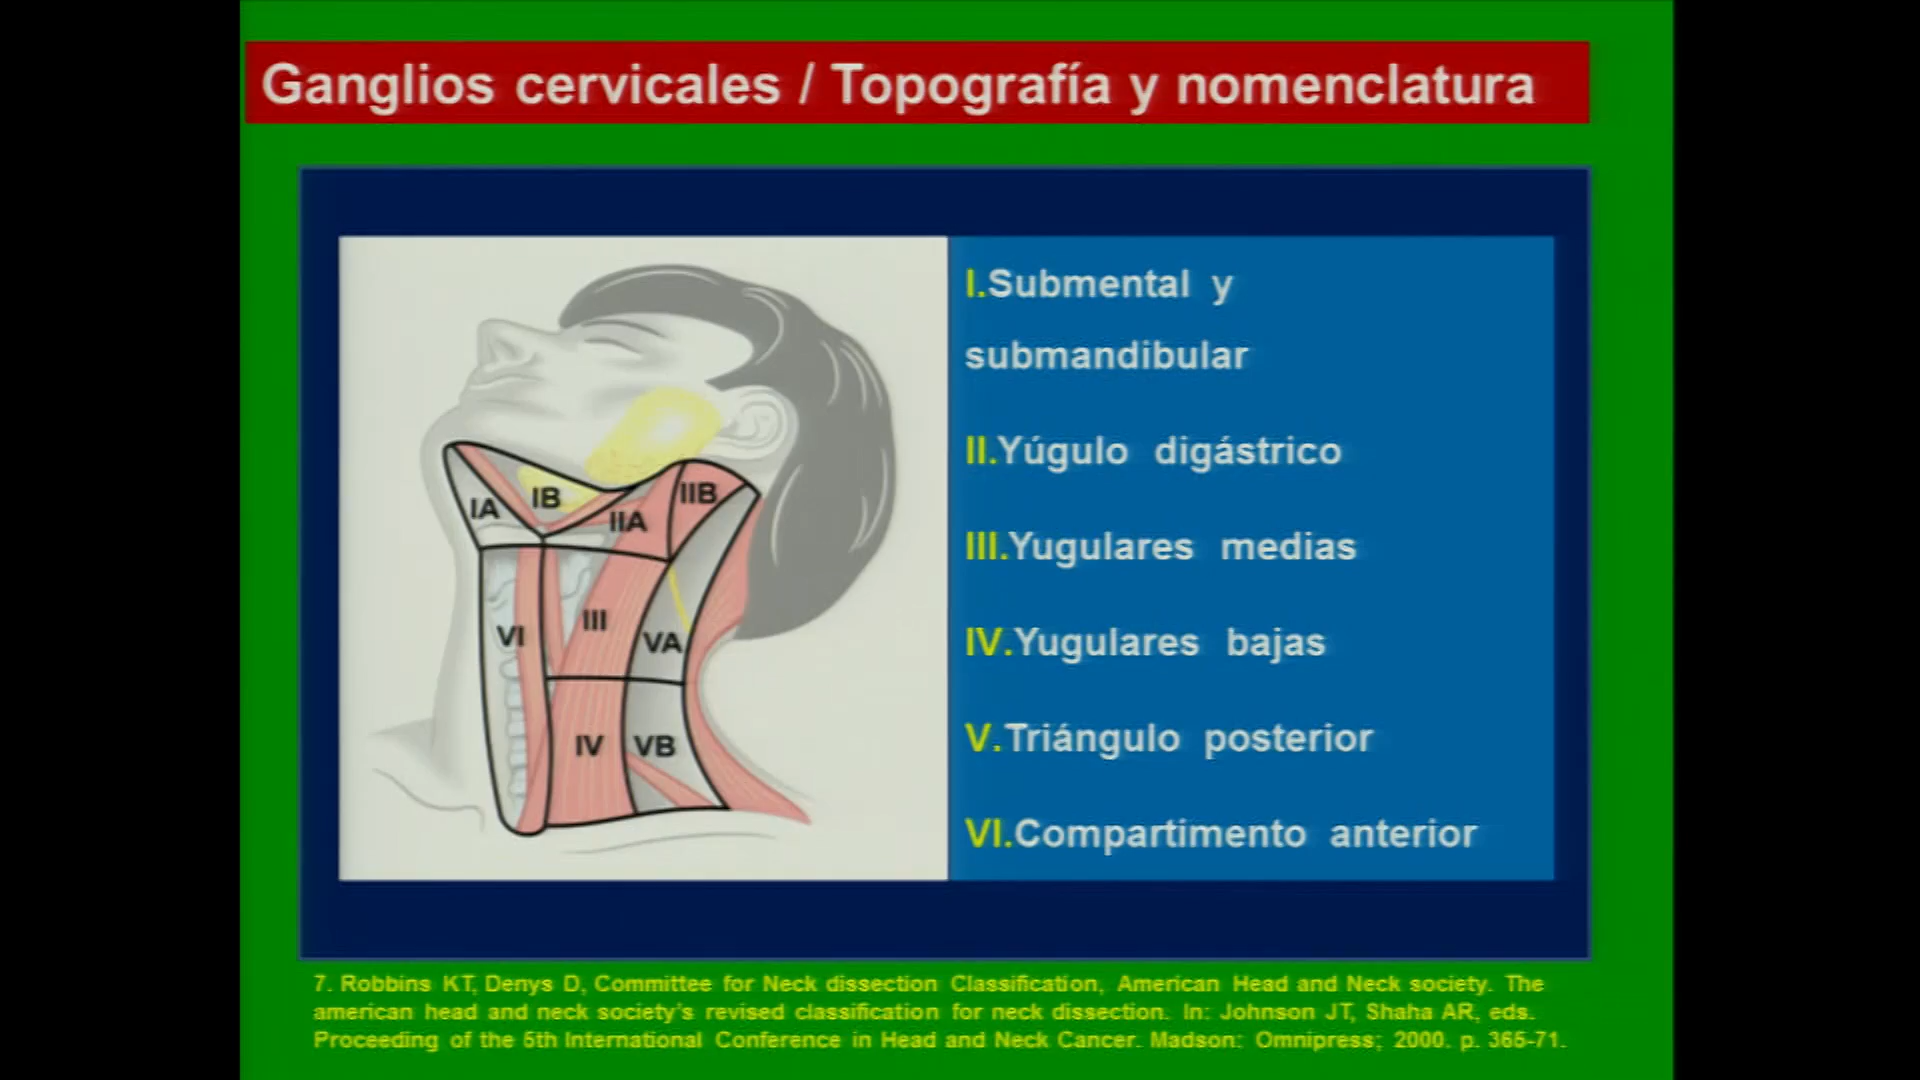 Ganglios cervicales / Topografía y nomenclatura
I.Submental y
submandibular
II.Yúgulo digástrico
III.Yugulares medias
IV.Yugulares bajas
V.Triángulo posterior
VI.Compartimento anterior
IA
IB
IIA
IIB
VI
III
VA
IV
VB
7. Robbins KT, Denys D, Committee for Neck dissection Classification, American Head and Neck society. The
american head and neck society's revised classification for neck dissection. In: Johnson JT, Shaha AR, eds.
Proceeding of the 5th International Conference in Head and Neck Cancer. Madson: Omnipress; 2000. p. 365-71.